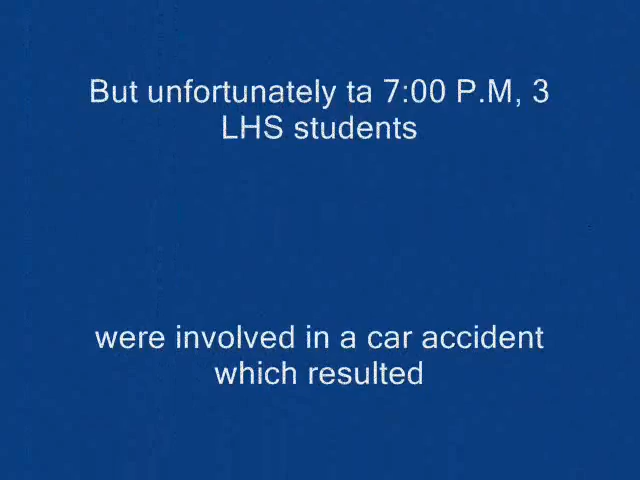 But unfortunately ta 7:00 P.M, 3
LHS students
were involved in a car accident
which resulted